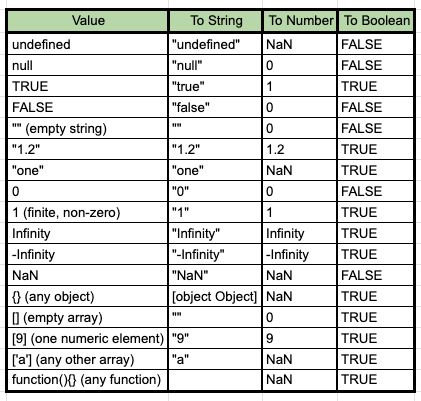 Value To String To Number To Boolean
undefined "undefined" NaN FALSE
null "null" 0 FALSE
TRUE "true" 1 TRUE
FALSE "false" 0 FALSE
"" (empty string) "" 0 FALSE
"1.2" "1.2" 1.2 TRUE
"one" "one" NaN TRUE
0 "0" 0 FALSE
1 (finite, non-zero) "1" 1 TRUE
Infinity "Infinity" Infinity TRUE
-Infinity "-Infinity" -Infinity TRUE
NaN "NaN" NaN FALSE
{} (any object) [object Object] NaN TRUE
[] (empty array) "" 0 TRUE
[9] (one numeric element) "9" 9 TRUE
['a'] (any other array) "a" NaN TRUE
function(){} (any function) NaN TRUE